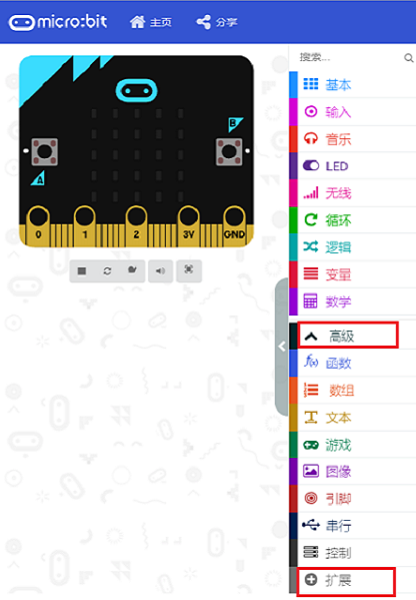 micro:bit 主页 分享
搜索...
基本
输入
音乐
LED
无线
循环
逻辑
变量
数学
高级
函数
数组
文本
游戏
图像
引脚
串行
控制
扩展
B
A
0 1 2 3V GND